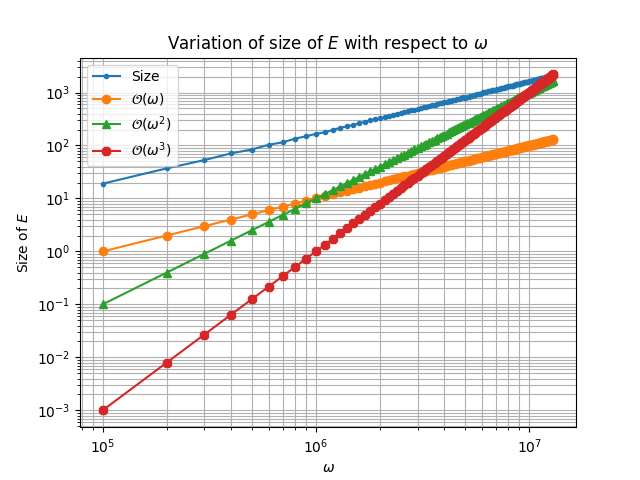 Variation of size of E with respect to ω
Size
𝒪(ω)
𝒪(ω²)
𝒪(ω³)
Size of E
10³
10²
10¹
10⁰
10⁻¹
10⁻²
10⁻³
10⁵ 10⁶ 10⁷
ω